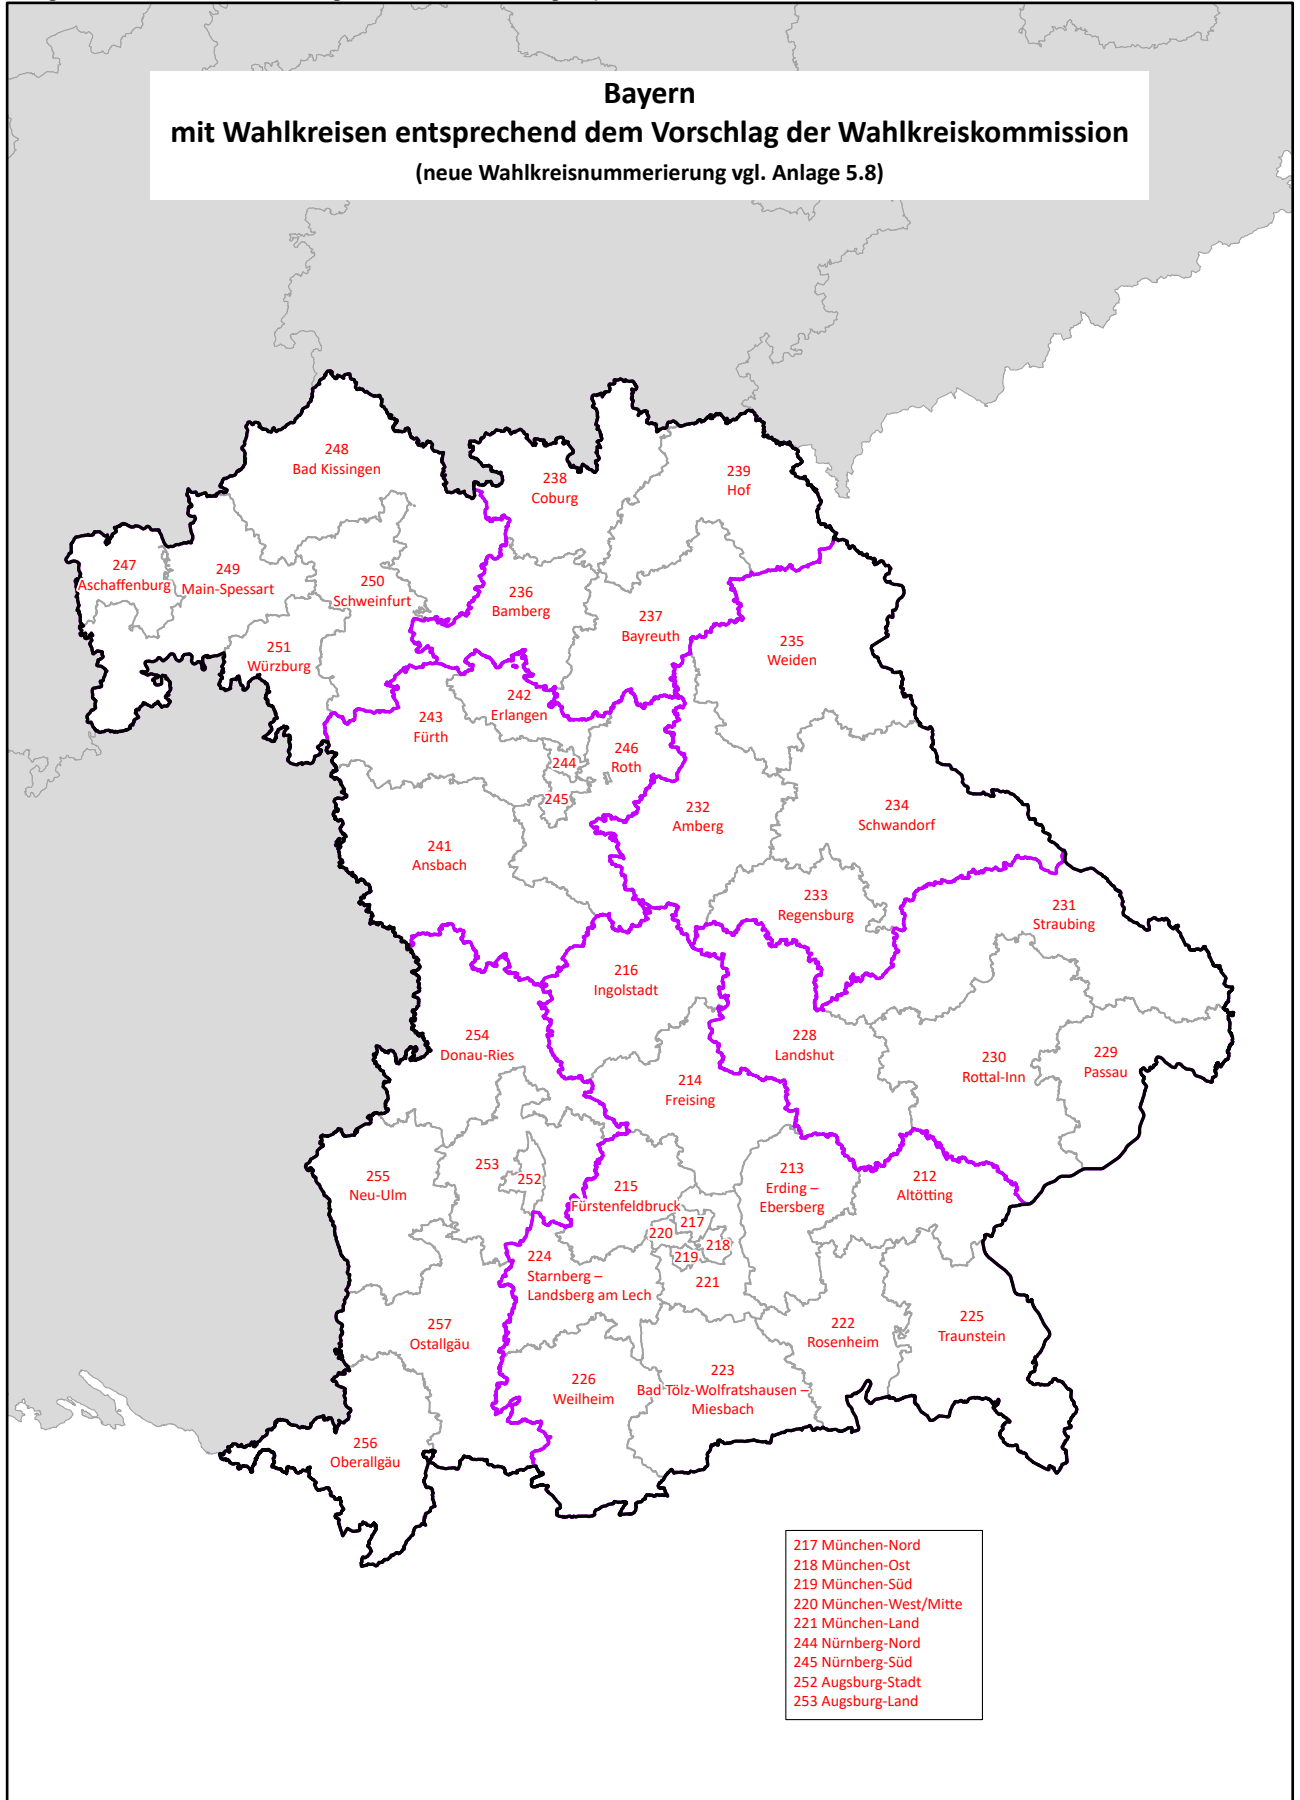 Bayern
mit Wahlkreisen entsprechend dem Vorschlag der Wahlkreiskommission
(neue Wahlkreisnummerierung vgl. Anlage 5.8)
248
Bad Kissingen
238
Coburg
239
Hof
247
Aschaffenburg
249
Main-Spessart
250
Schweinfurt
236
Bamberg
237
Bayreuth
235
Weiden
251
Würzburg
242
Erlangen
243
Fürth
244
246
Roth
245
232
Amberg
234
Schwandorf
241
Ansbach
233
Regensburg
231
Straubing
216
Ingolstadt
254
Donau-Ries
228
Landshut
230
Rottal-Inn
229
Passau
214
Freising
255
Neu-Ulm
253
252
215
Fürstenfeldbruck
213
Erding –
Ebersberg
212
Altötting
217
220
218
219
221
224
Starnberg –
Landsberg am Lech
257
Ostallgäu
222
Rosenheim
225
Traunstein
226
Weilheim
223
Bad Tölz-Wolfratshausen –
Miesbach
256
Oberallgäu
217 München-Nord
218 München-Ost
219 München-Süd
220 München-West/Mitte
221 München-Land
244 Nürnberg-Nord
245 Nürnberg-Süd
252 Augsburg-Stadt
253 Augsburg-Land